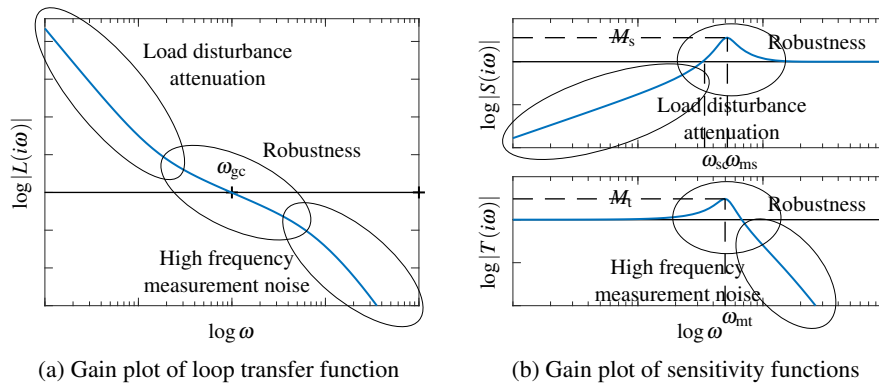 Load disturbance
attenuation
Robustness
ω_gc
log|L(iω)|
High frequency
measurement noise
log ω
(a) Gain plot of loop transfer function
M_s
Robustness
log|S(iω)|
Load disturbance
attenuation
ω_sc ω_ms
M_t
Robustness
log|T(iω)|
High frequency
measurement noise
log ω
ω_mt
(b) Gain plot of sensitivity functions